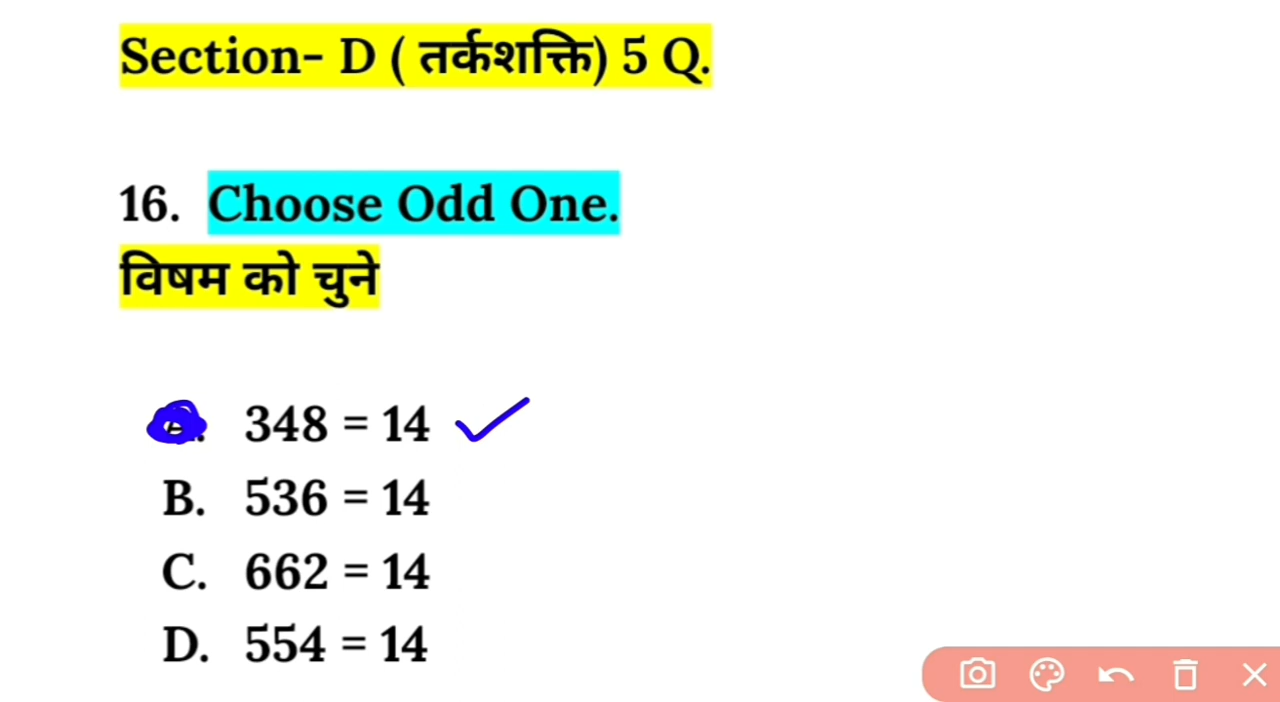 Section- D ( तर्कशक्ति) 5 Q.
16. Choose Odd One.
विषम को चुने
348 = 14
B. 536 = 14
C. 662 = 14
D. 554 = 14